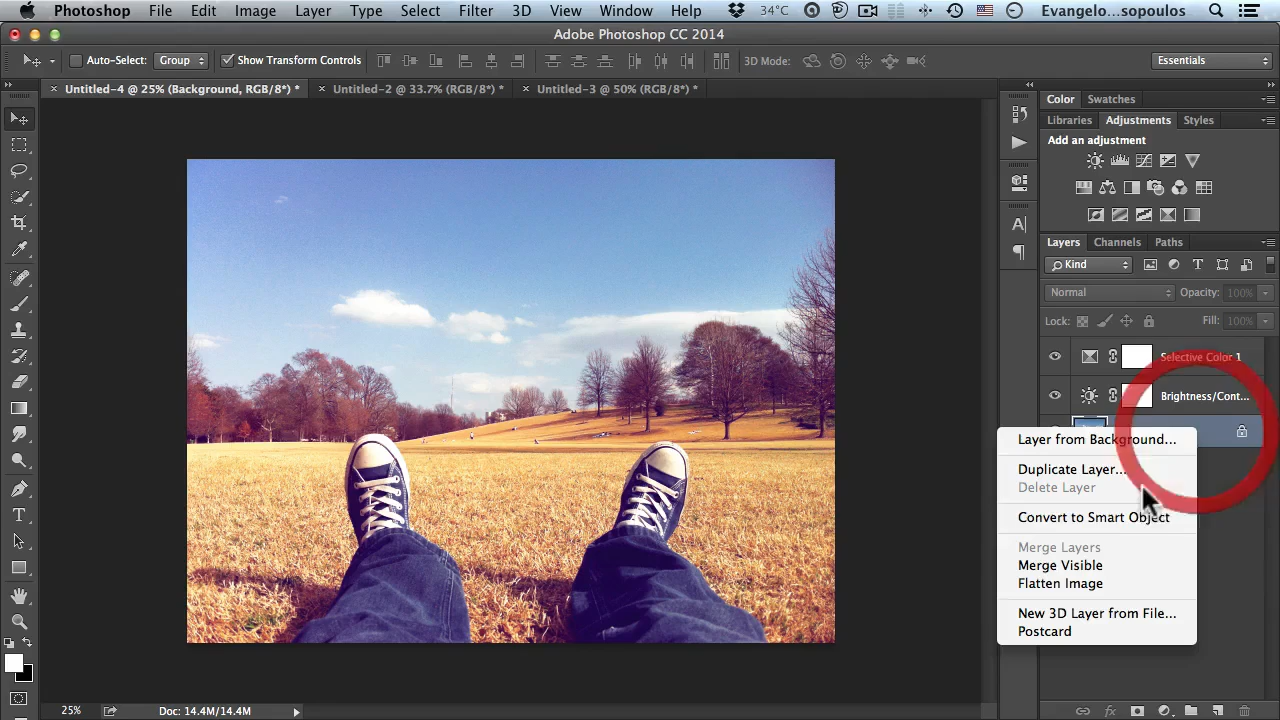 Photoshop File Edit Image Layer Type Select Filter 3D View Window Help 34°C Evangelo...sopoulos
Adobe Photoshop CC 2014
Auto-Select: Group Show Transform Controls 3D Mode: Essentials
Untitled-4 @ 25% (Background, RGB/8*) * Untitled-2 @ 33.7% (RGB/8*) * Untitled-3 @ 50% (RGB/8*) *
Color Swatches
Libraries Adjustments Styles
Add an adjustment
Layers Channels Paths
Kind
Normal Opacity: 100%
Lock: Fill: 100%
Selective Color 1
Brightness/Cont...
Layer from Background...
Duplicate Layer...
Delete Layer
Convert to Smart Object
Merge Layers
Merge Visible
Flatten Image
New 3D Layer from File...
Postcard
25% Doc: 14.4M/14.4M